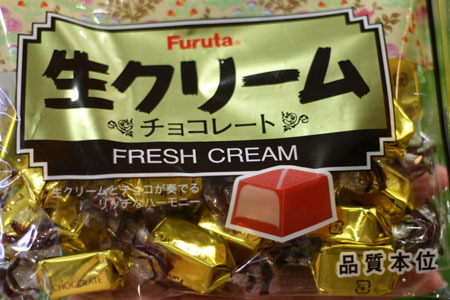 Furuta
生クリーム
チョコレート
FRESH CREAM
生クリームとチョコが奏でる
リッチなハーモニー
品質本位
CHOCOLATE